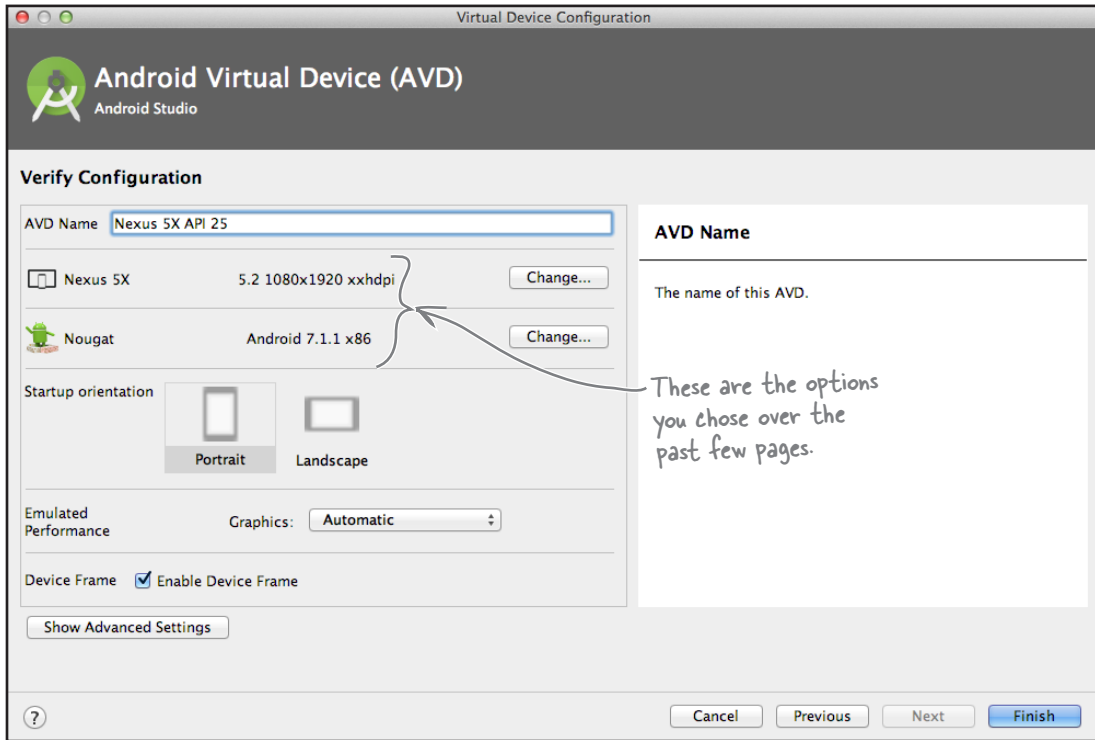 Virtual Device Configuration
Android Virtual Device (AVD)
Android Studio
Verify Configuration
AVD Name Nexus 5X API 25
Nexus 5X 5.2 1080x1920 xxhdpi Change...
Nougat Android 7.1.1 x86 Change...
Startup orientation
Portrait Landscape
Emulated
Performance
Graphics: Automatic
Device Frame Enable Device Frame
Show Advanced Settings
AVD Name
The name of this AVD.
These are the options
you chose over the
past few pages.
? Cancel Previous Next Finish